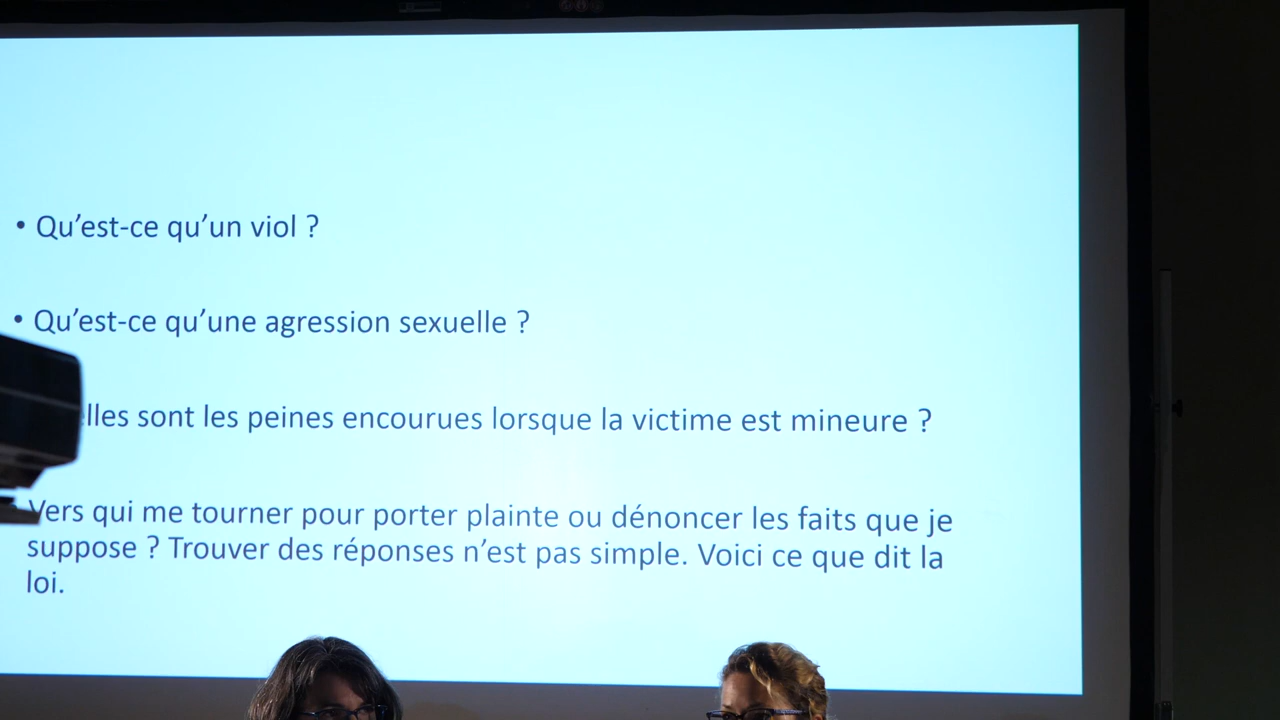 • Qu’est-ce qu’un viol ?
• Qu’est-ce qu’une agression sexuelle ?
sont les peines encourues lorsque la victime est mineure ?
Vers qui me tourner pour porter plainte ou dénoncer les faits que je
suppose ? Trouver des réponses n’est pas simple. Voici ce que dit la
loi.